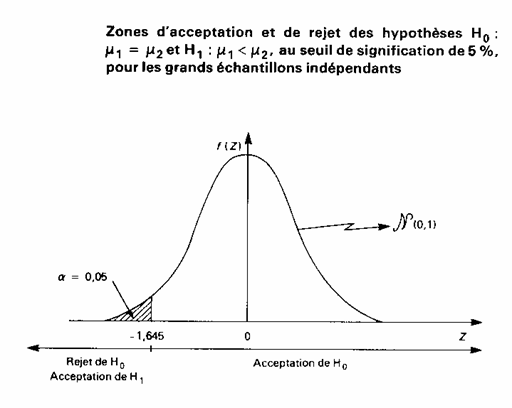 Zones d'acceptation et de rejet des hypothèses H₀ :
μ₁ = μ₂ et H₁ : μ₁ < μ₂, au seuil de signification de 5 %,
pour les grands échantillons indépendants
f(Z)
𝒩(0,1)
α = 0,05
-1,645
0
Z
Rejet de H₀
Acceptation de H₁
Acceptation de H₀